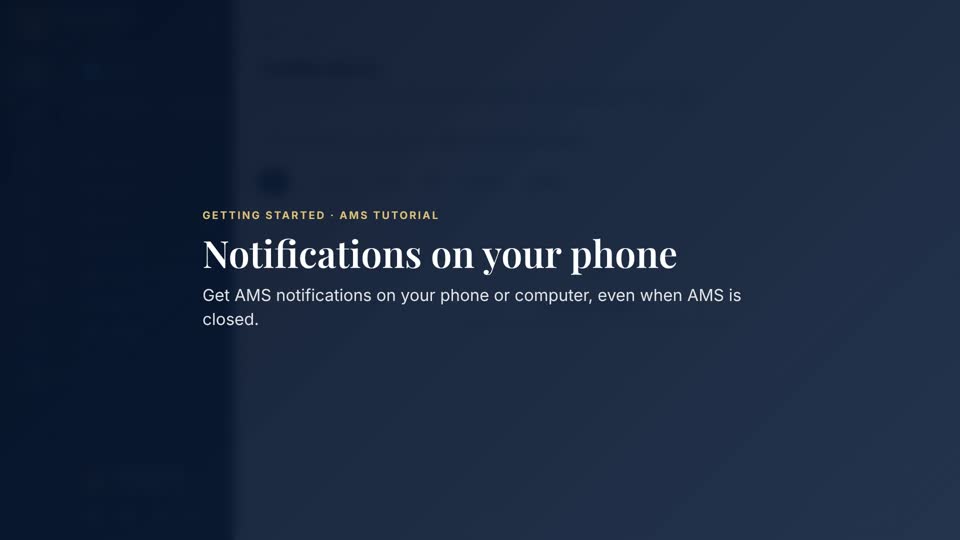 GETTING STARTED · AMS TUTORIAL
Notifications on your phone
Get AMS notifications on your phone or computer, even when AMS is
closed.